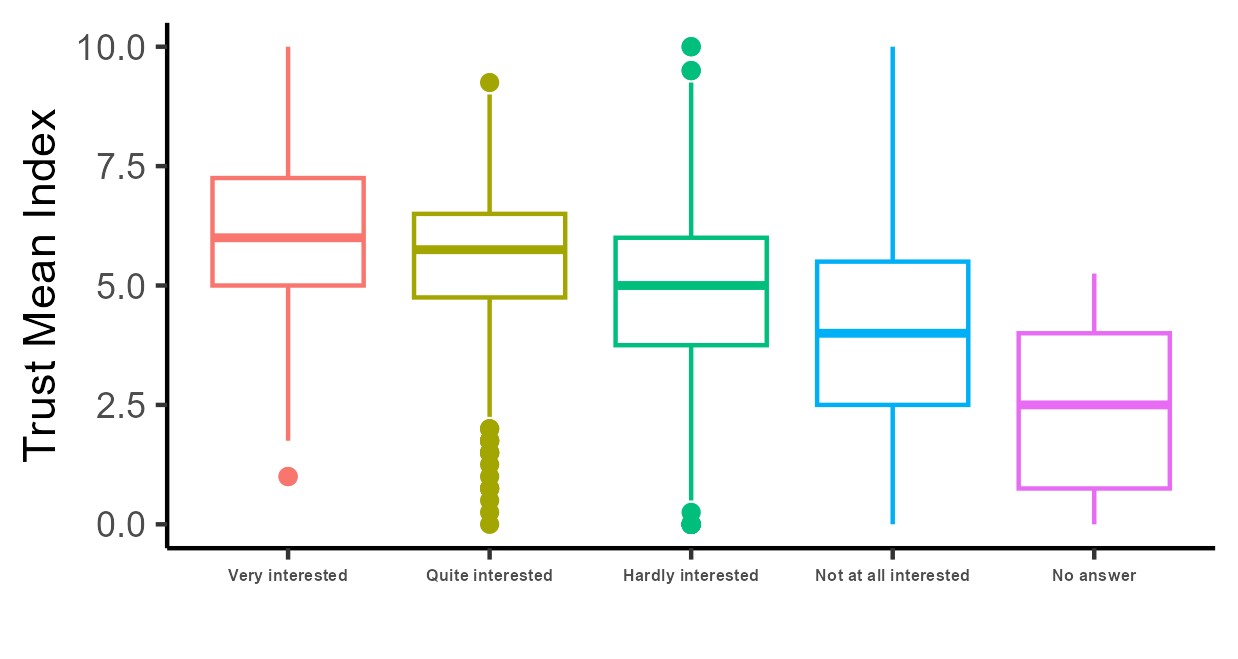 Trust Mean Index
10.0
7.5
5.0
2.5
0.0
Very interested
Quite interested
Hardly interested
Not at all interested
No answer